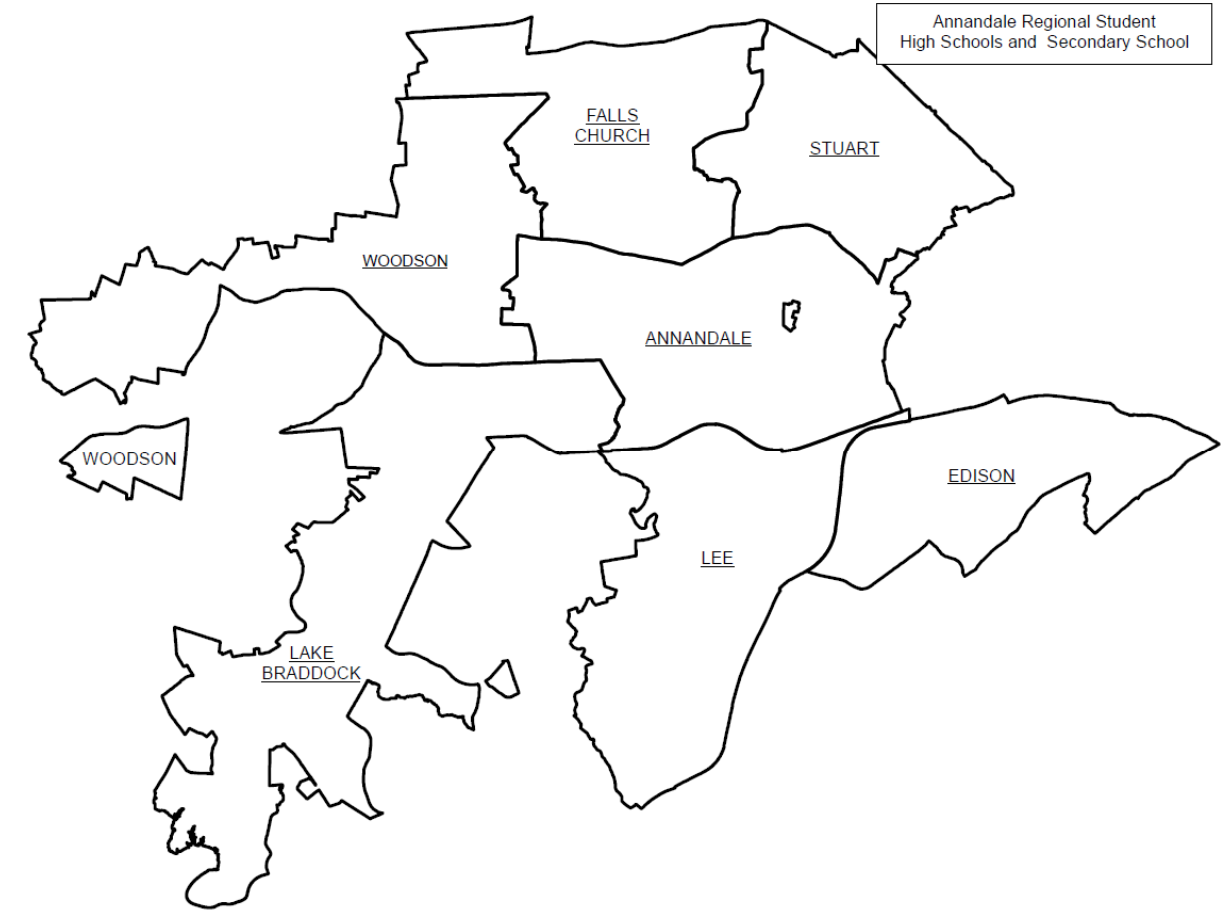 Annandale Regional Student
High Schools and Secondary School
FALLS
CHURCH
STUART
WOODSON
ANNANDALE
WOODSON
EDISON
LEE
LAKE
BRADDOCK